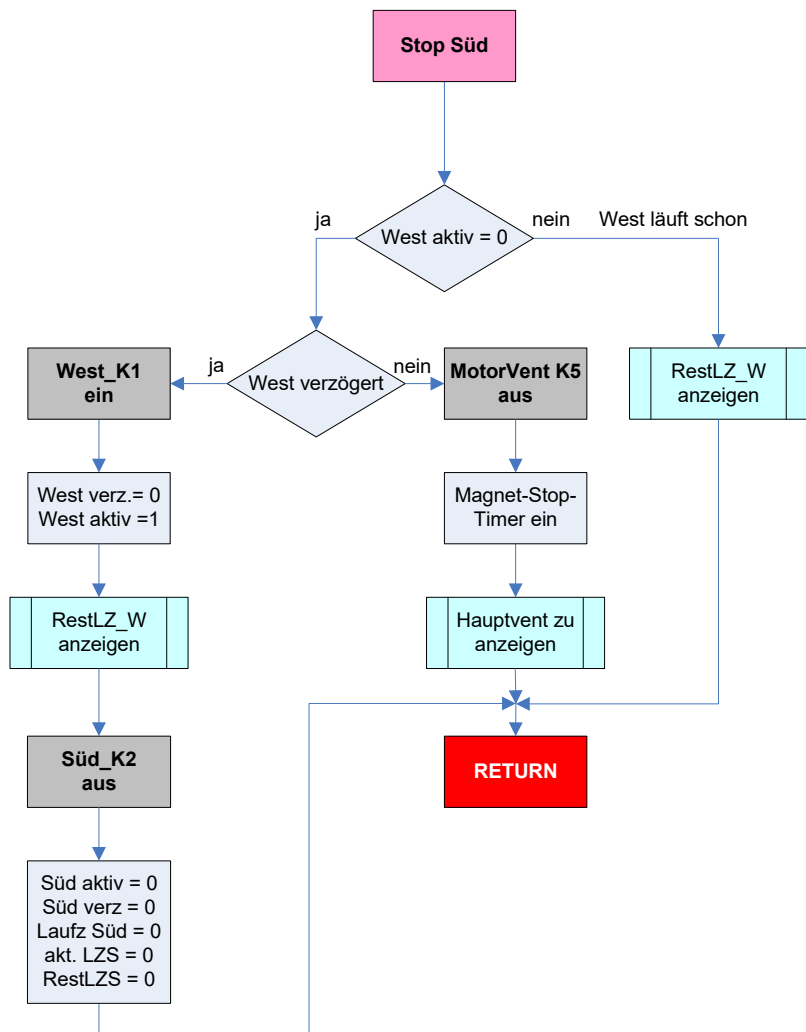 Stop Süd
West aktiv = 0
ja
nein
West läuft schon
West_K1
ein
ja
West verzögert
nein
MotorVent K5
aus
RestLZ_W
anzeigen
West verz.= 0
West aktiv =1
Magnet-Stop-
Timer ein
RestLZ_W
anzeigen
Hauptvent zu
anzeigen
Süd_K2
aus
RETURN
Süd aktiv = 0
Süd verz = 0
Laufz Süd = 0
akt. LZS = 0
RestLZS = 0